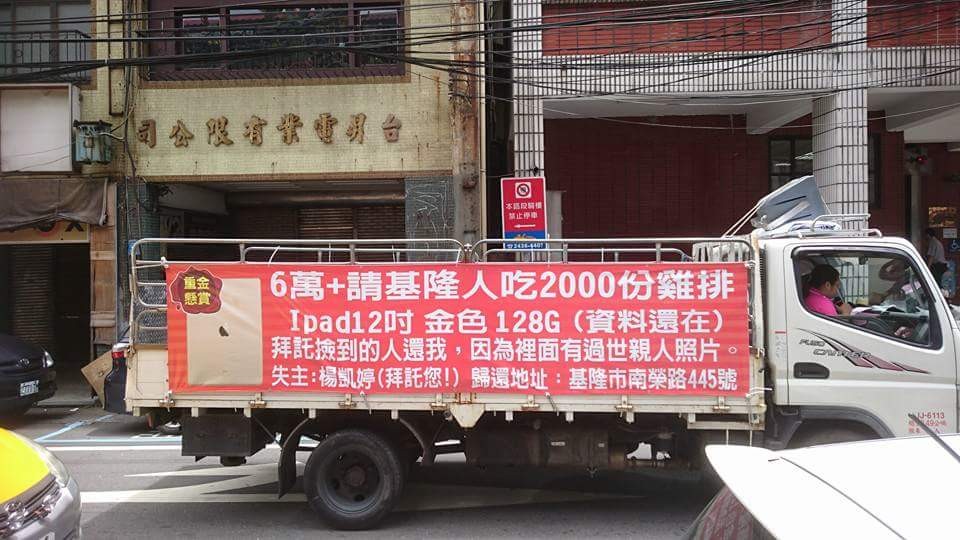 司公限有業電昇台
本路段騎樓
禁止停車
重金
懸賞
6萬+請基隆人吃2000份雞排
Ipad12吋 金色 128G (資料還在)
拜託撿到的人還我，因為裡面有過世親人照片。
失主:楊凱婷(拜託您!) 歸還地址：基隆市南榮路445號
FUSO
CANTER